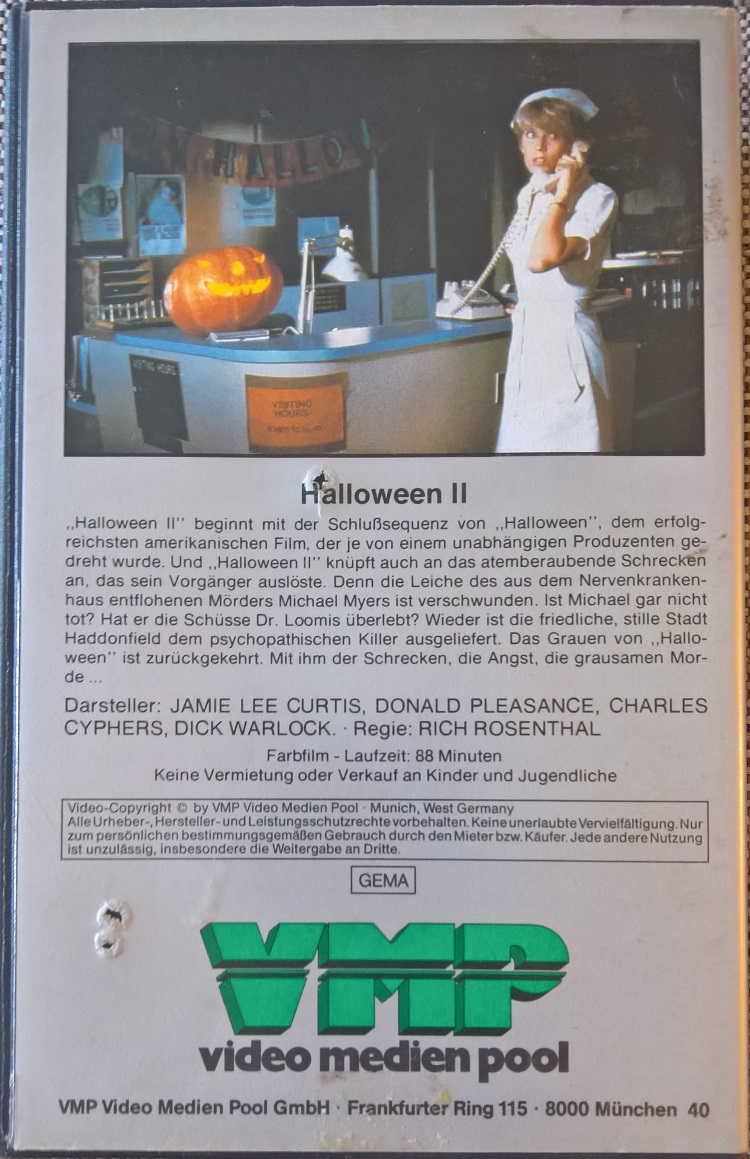 HALLO
VISITING HOURS
VISITING
HOURS:
Halloween II
,,Halloween II'' beginnt mit der Schlußsequenz von ,,Halloween'', dem erfolg-
reichsten amerikanischen Film, der je von einem unabhängigen Produzenten ge-
dreht wurde. Und ,,Halloween II'' knüpft auch an das atemberaubende Schrecken
an, das sein Vorgänger auslöste. Denn die Leiche des aus dem Nervenkranken-
haus entflohenen Mörders Michael Myers ist verschwunden. Ist Michael gar nicht
tot? Hat er die Schüsse Dr. Loomis überlebt? Wieder ist die friedliche, stille Stadt
Haddonfield dem psychopathischen Killer ausgeliefert. Das Grauen von ,,Hallo-
ween'' ist zurückgekehrt. Mit ihm der Schrecken, die Angst, die grausamen Mor-
de ...
Darsteller: JAMIE LEE CURTIS, DONALD PLEASANCE, CHARLES
CYPHERS, DICK WARLOCK. · Regie: RICH ROSENTHAL
Farbfilm - Laufzeit: 88 Minuten
Keine Vermietung oder Verkauf an Kinder und Jugendliche
Video-Copyright © by VMP Video Medien Pool · Munich, West Germany
Alle Urheber-, Hersteller- und Leistungsschutzrechte vorbehalten. Keine unerlaubte Vervielfältigung. Nur
zum persönlichen bestimmungsgemäßen Gebrauch durch den Mieter bzw. Käufer. Jede andere Nutzung
ist unzulässig, insbesondere die Weitergabe an Dritte.
GEMA
VMP
video medien pool
VMP Video Medien Pool GmbH · Frankfurter Ring 115 · 8000 München 40